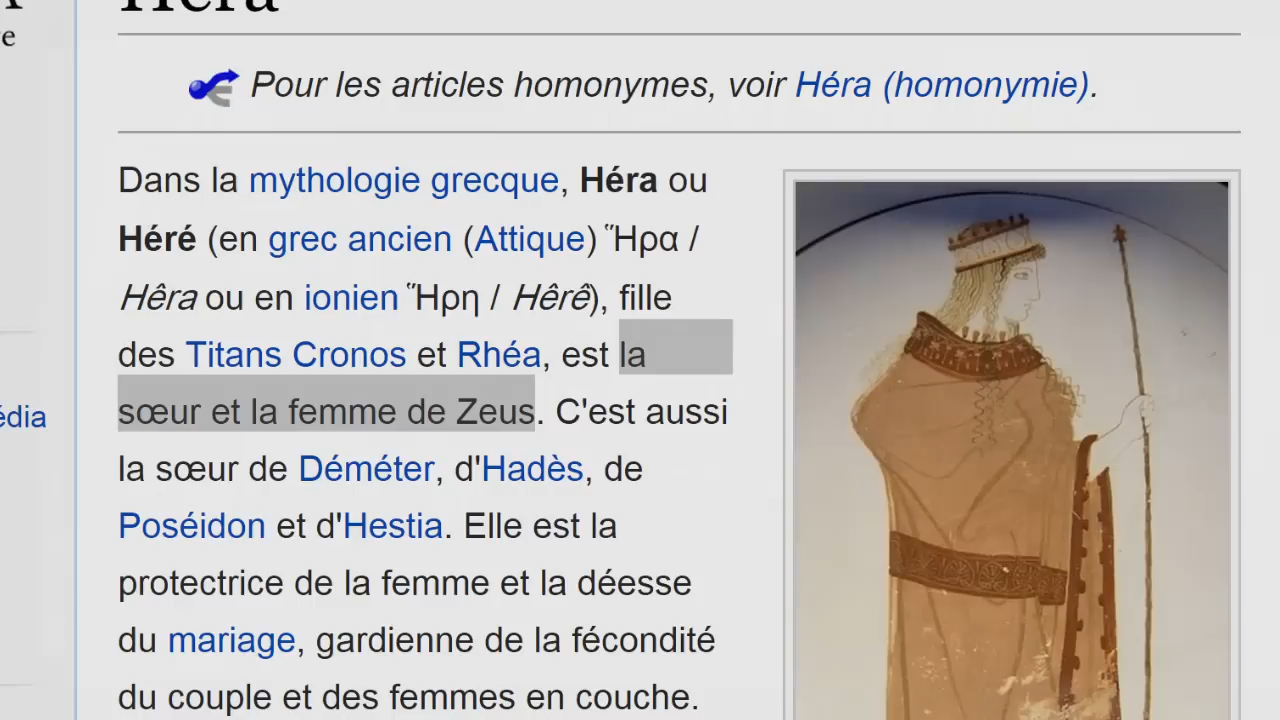 Héra
re
Pour les articles homonymes, voir Héra (homonymie).
Dans la mythologie grecque, Héra ou
Héré (en grec ancien (Attique) Ἥρα /
Hêra ou en ionien Ἥρη / Hêrê), fille
des Titans Cronos et Rhéa, est la
sœur et la femme de Zeus. C'est aussi
édia
la sœur de Déméter, d'Hadès, de
Poséidon et d'Hestia. Elle est la
protectrice de la femme et la déesse
du mariage, gardienne de la fécondité
du couple et des femmes en couche.